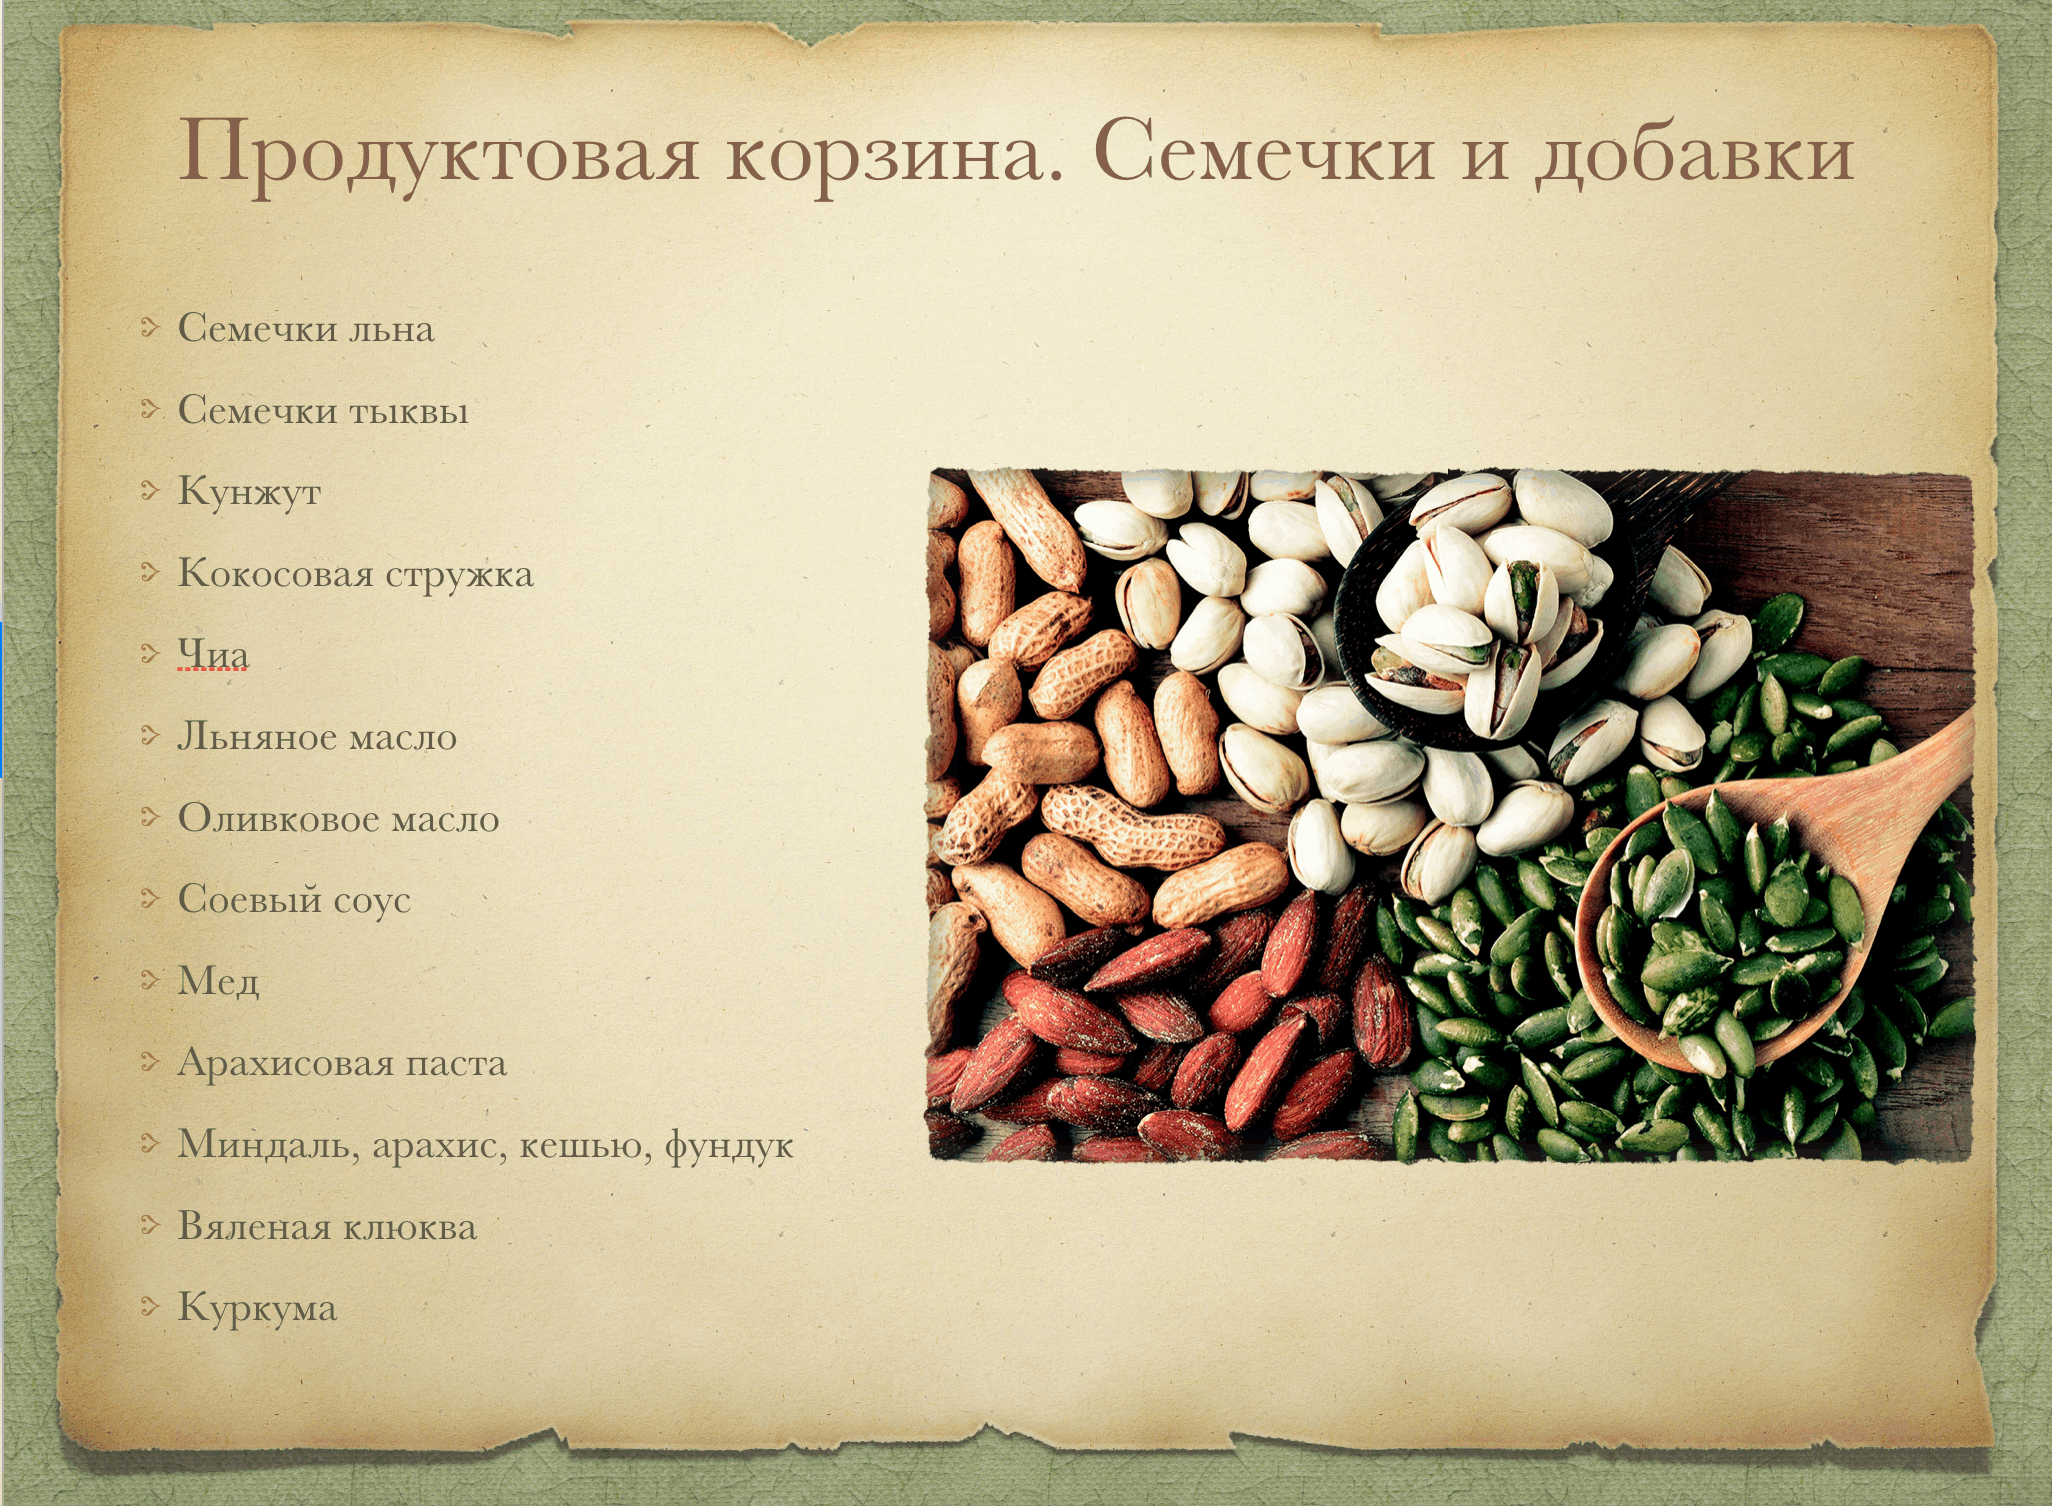 Продуктовая корзина. Семечки и добавки
Семечки льна
Семечки тыквы
Кунжут
Кокосовая стружка
Чиа
Льняное масло
Оливковое масло
Соевый соус
Мед
Арахисовая паста
Миндаль, арахис, кешью, фундук
Вяленая клюква
Куркума